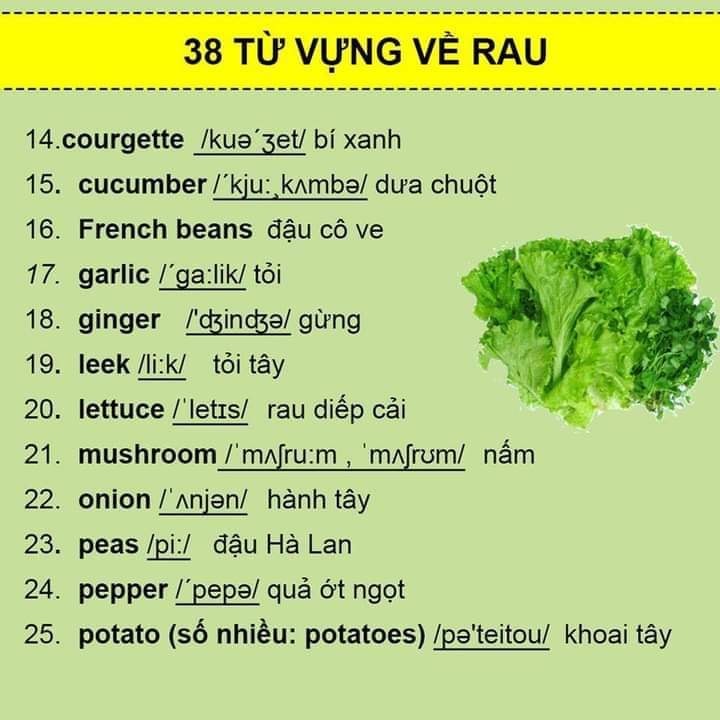 38 TỪ VỰNG VỀ RAU
14.courgette /kuə´ʒet/ bí xanh
15. cucumber /´kju:¸kʌmbə/ dưa chuột
16. French beans đậu cô ve
17. garlic /´ga:lik/ tỏi
18. ginger /'ʤinʤə/ gừng
19. leek /li:k/ tỏi tây
20. lettuce /ˈletɪs/ rau diếp cải
21. mushroom /ˈmʌʃru:m , ˈmʌʃrʊm/ nấm
22. onion /ˈʌnjən/ hành tây
23. peas /pi:/ đậu Hà Lan
24. pepper /´pepə/ quả ớt ngọt
25. potato (số nhiều: potatoes) /pə'teitou/ khoai tây